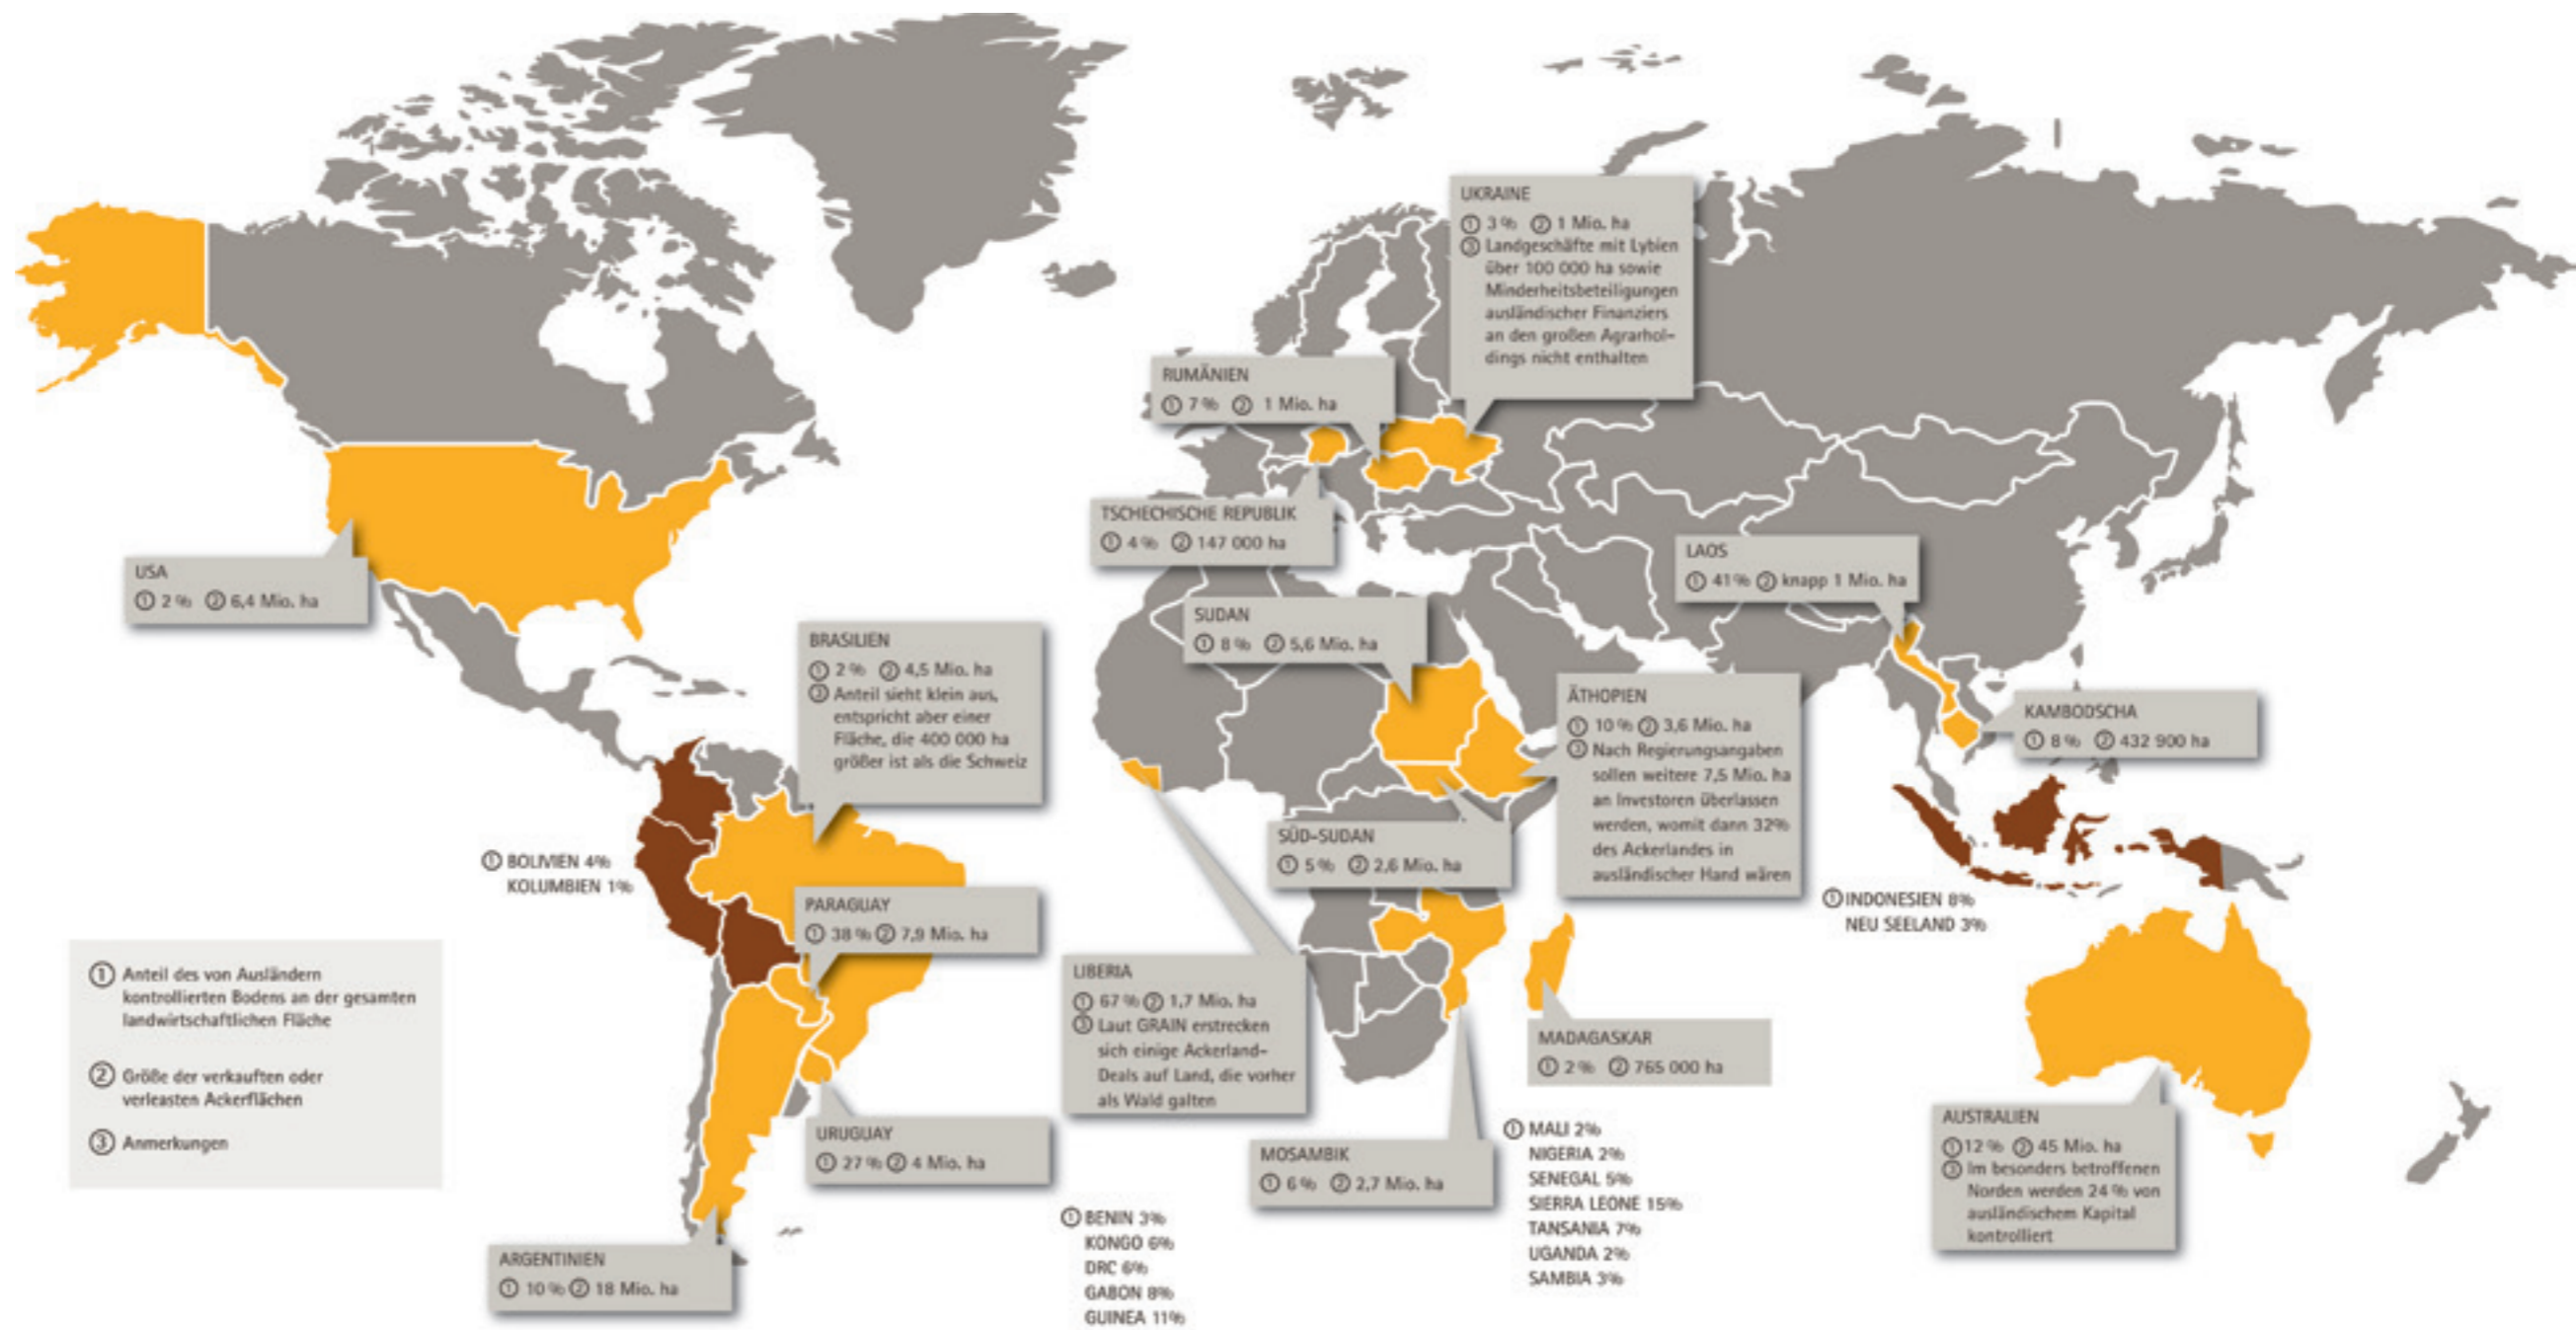 UKRAINE
① 3 % ② 1 Mio. ha
③ Landgeschäfte mit Lybien
über 100 000 ha sowie
Minderheitsbeteiligungen
ausländischer Finanziers
an den großen Agrarhol-
dings nicht enthalten
RUMÄNIEN
① 7 % ② 1 Mio. ha
TSCHECHISCHE REPUBLIK
① 4 % ② 147 000 ha
LAOS
① 41 % ② knapp 1 Mio. ha
USA
① 2 % ② 6,4 Mio. ha
SUDAN
① 8 % ② 5,6 Mio. ha
BRASILIEN
① 2 % ② 4,5 Mio. ha
③ Anteil sieht klein aus,
entspricht aber einer
Fläche, die 400 000 ha
größer ist als die Schweiz
ÄTHOPIEN
① 10 % ② 3,6 Mio. ha
③ Nach Regierungsangaben
sollen weitere 7,5 Mio. ha
an Investoren überlassen
werden, womit dann 32%
des Ackerlandes in
ausländischer Hand wären
KAMBODSCHA
① 8 % ② 432 900 ha
SÜD-SUDAN
① 5 % ② 2,6 Mio. ha
① BOLIVIEN 4%
KOLUMBIEN 1%
PARAGUAY
① 38 % ② 7,9 Mio. ha
① INDONESIEN 8%
NEU SEELAND 3%
① Anteil des von Ausländern
kontrollierten Bodens an der gesamten
landwirtschaftlichen Fläche
② Größe der verkauften oder
verleasten Ackerflächen
③ Anmerkungen
LIBERIA
① 67 % ② 1,7 Mio. ha
③ Laut GRAIN erstrecken
sich einige Ackerland-
Deals auf Land, die vorher
als Wald galten
MADAGASKAR
① 2 % ② 765 000 ha
URUGUAY
① 27 % ② 4 Mio. ha
MOSAMBIK
① 6 % ② 2,7 Mio. ha
① MALI 2%
NIGERIA 2%
SENEGAL 5%
SIERRA LEONE 15%
TANSANIA 7%
UGANDA 2%
SAMBIA 3%
AUSTRALIEN
① 12 % ② 45 Mio. ha
③ Im besonders betroffenen
Norden werden 24 % von
ausländischem Kapital
kontrolliert
ARGENTINIEN
① 10 % ② 18 Mio. ha
① BENIN 3%
KONGO 6%
DRC 6%
GABON 8%
GUINEA 11%